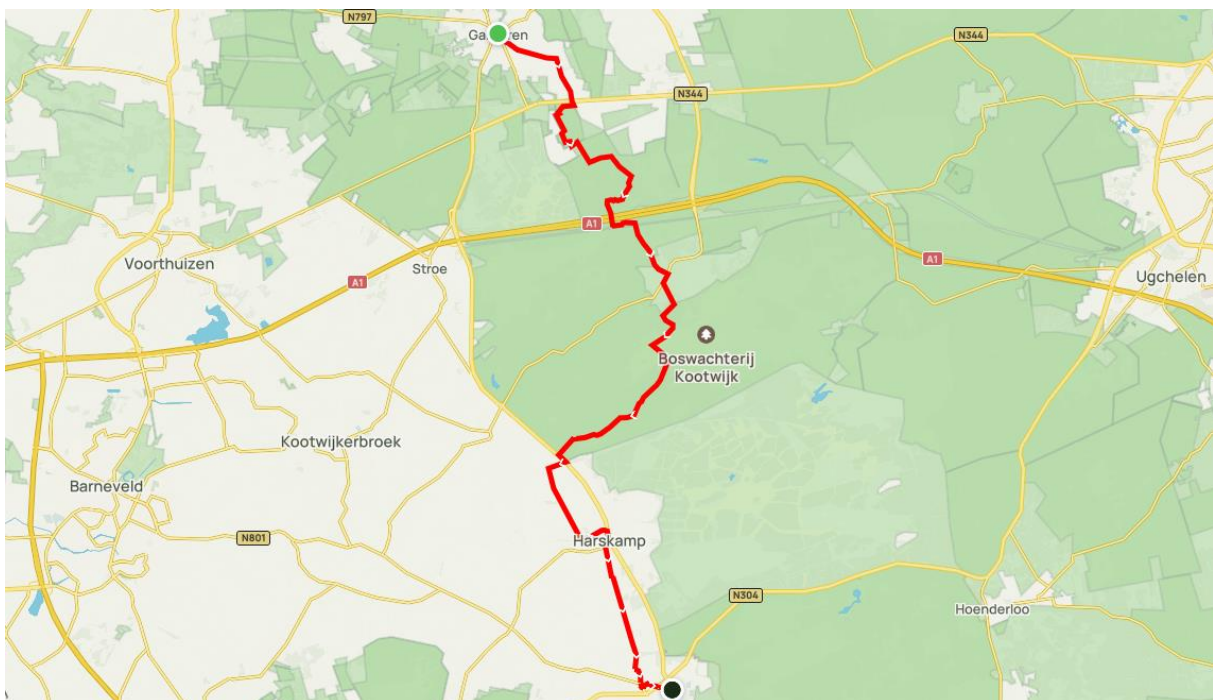 N797
N344
N344
A1
Voorthuizen
Stroe
A1
A1
Ugchelen
Boswachterij
Kootwijk
Kootwijkerbroek
Barneveld
N801
Harskamp
N304
Hoenderloo